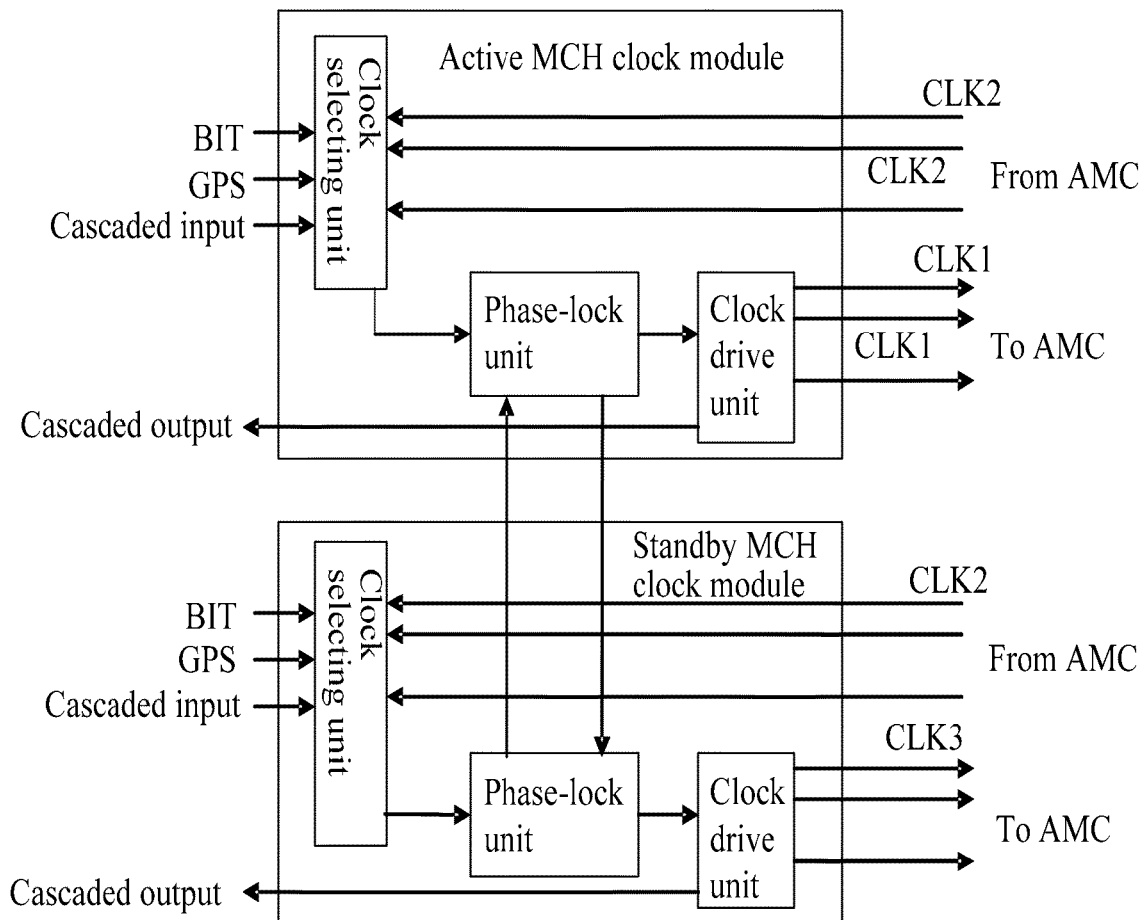 Active MCH clock module
Clock
selecting unit
CLK2
BIT
CLK2
From AMC
GPS
Cascaded input
CLK1
Phase-lock
unit
Clock
drive
unit
CLK1
To AMC
Cascaded output
Standby MCH
clock module
Clock
selecting unit
CLK2
BIT
GPS
From AMC
Cascaded input
CLK3
Phase-lock
unit
Clock
drive
unit
To AMC
Cascaded output